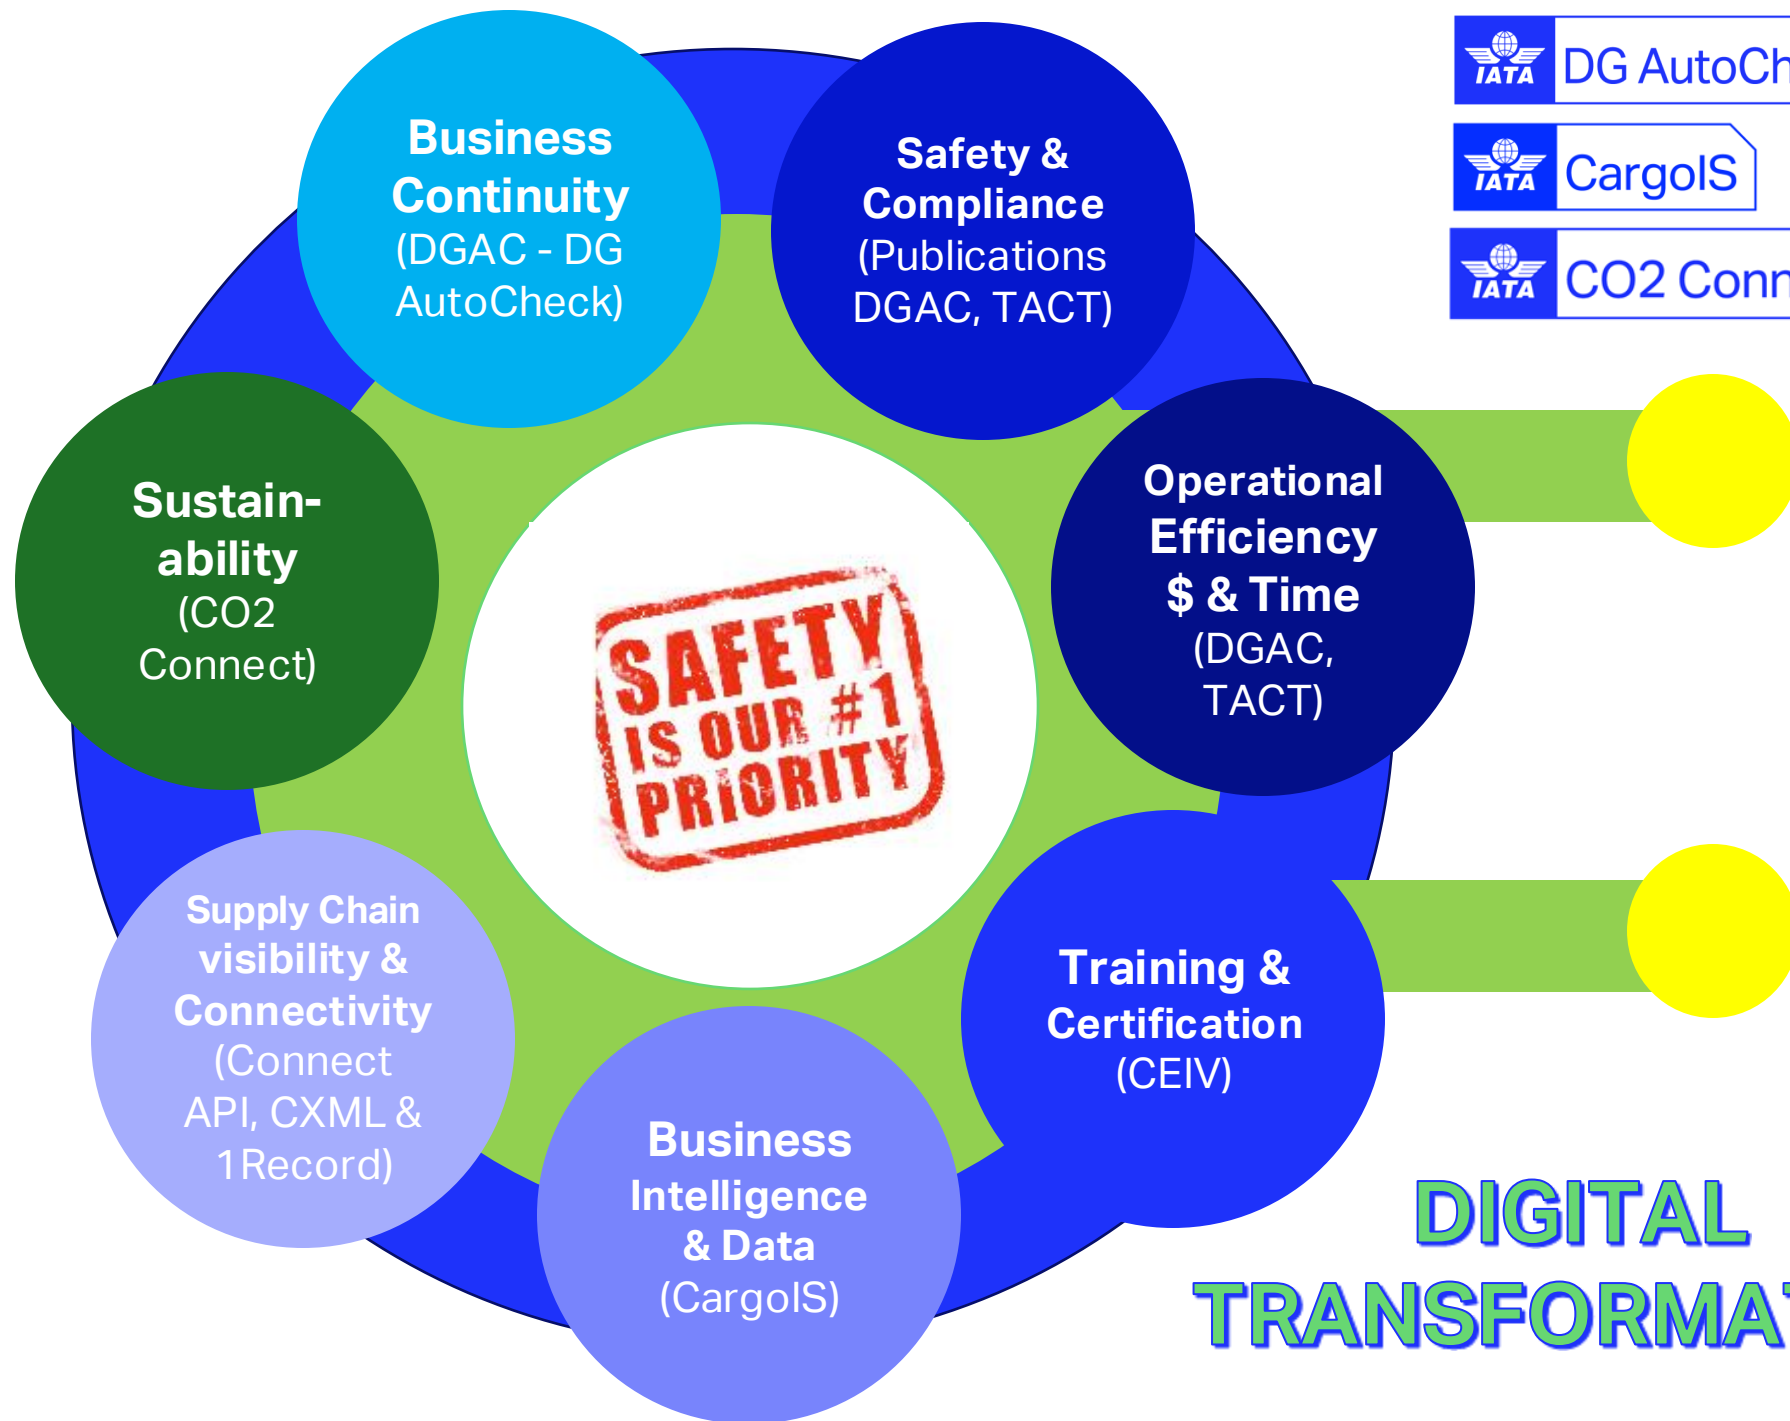 Business
Continuity
(DGAC - DG
AutoCheck)
Safety &
Compliance
(Publications
DGAC, TACT)
IATA
DG AutoCh
IATA
CargoIS
IATA
CO2 Conn
Sustain-
ability
(CO2
Connect)
SAFETY
IS OUR #1
PRIORITY
Operational
Efficiency
$ & Time
(DGAC,
TACT)
Supply Chain
visibility &
Connectivity
(Connect
API, CXML &
1Record)
Business
Intelligence
& Data
(CargoIS)
Training &
Certification
(CEIV)
DIGITAL
TRANSFORMAT